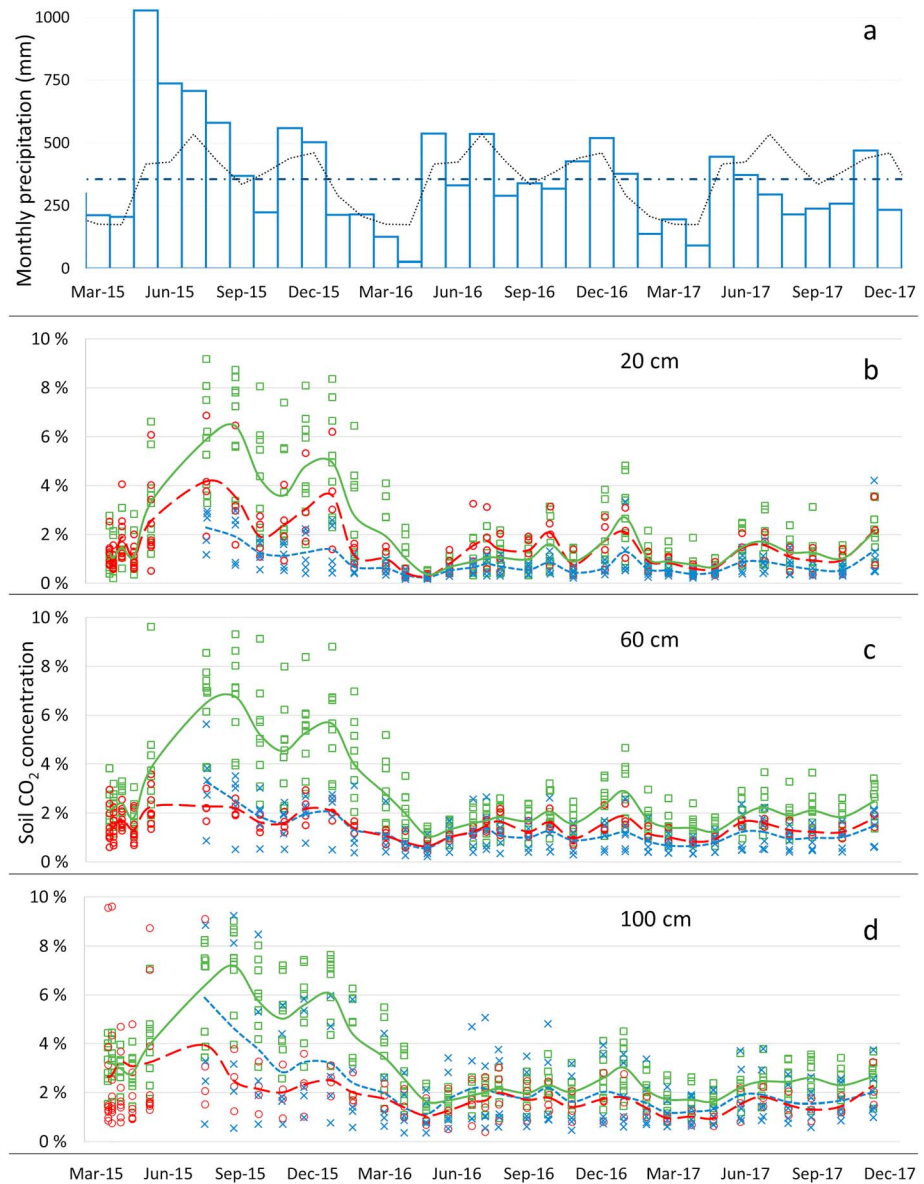 a
Monthly precipitation (mm)
1000
750
500
250
0
Mar-15 Jun-15 Sep-15 Dec-15 Mar-16 Jun-16 Sep-16 Dec-16 Mar-17 Jun-17 Sep-17 Dec-17
20 cm
b
10 %
8 %
6 %
4 %
2 %
0 %
60 cm
c
Soil CO₂ concentration
10 %
8 %
6 %
4 %
2 %
0 %
100 cm
d
10 %
8 %
6 %
4 %
2 %
0 %
Mar-15 Jun-15 Sep-15 Dec-15 Mar-16 Jun-16 Sep-16 Dec-16 Mar-17 Jun-17 Sep-17 Dec-17